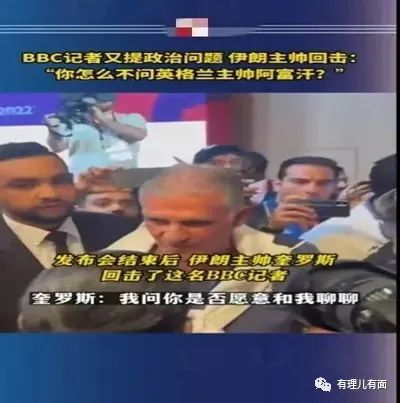 BBC记者又提政治问题 伊朗主帅回击：
“你怎么不问英格兰主帅阿富汗？”
2022
发布会结束后 伊朗主帅奎罗斯
回击了这名BBC记者
奎罗斯：我问你是否愿意和我聊聊
有理儿有面